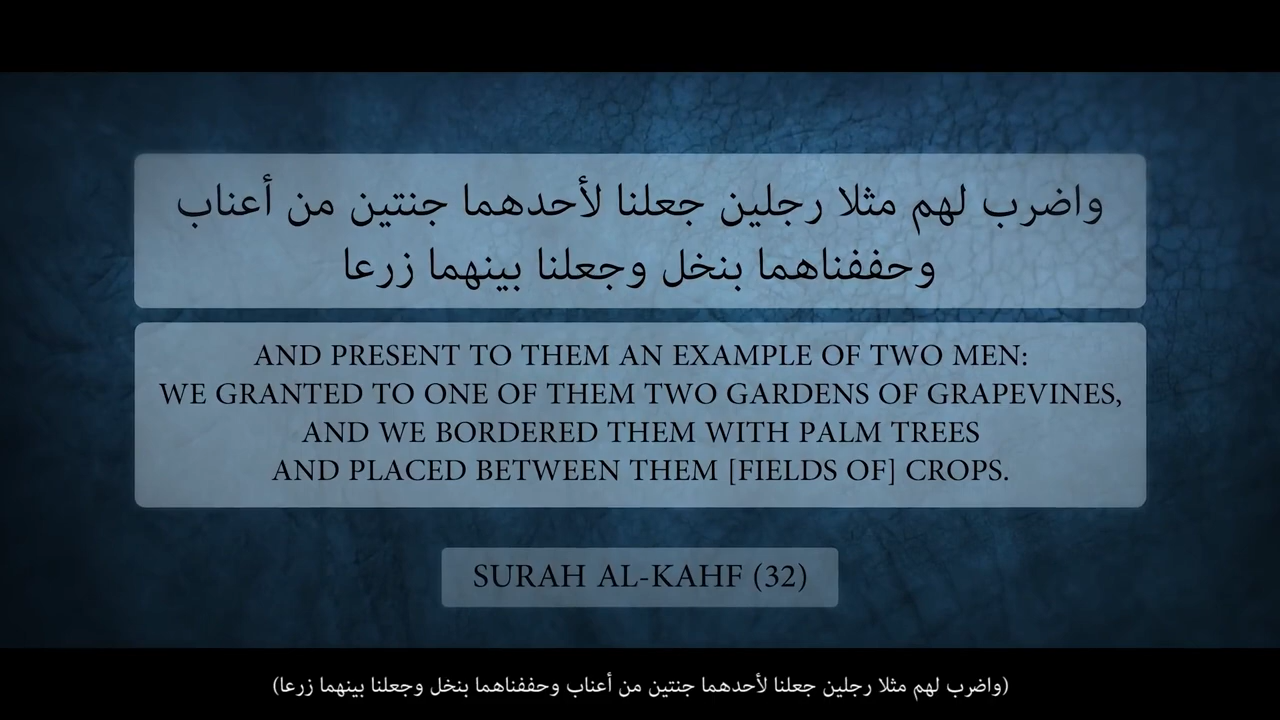 واضرب لهم مثلا رجلين جعلنا لأحدهما جنتين من أعناب
وحففناهما بنخل وجعلنا بينهما زرعا
AND PRESENT TO THEM AN EXAMPLE OF TWO MEN:
WE GRANTED TO ONE OF THEM TWO GARDENS OF GRAPEVINES,
AND WE BORDERED THEM WITH PALM TREES
AND PLACED BETWEEN THEM [FIELDS OF] CROPS.
SURAH AL-KAHF (32)
(واضرب لهم مثلا رجلين جعلنا لأحدهما جنتين من أعناب وحففناهما بنخل وجعلنا بينهما زرعا)